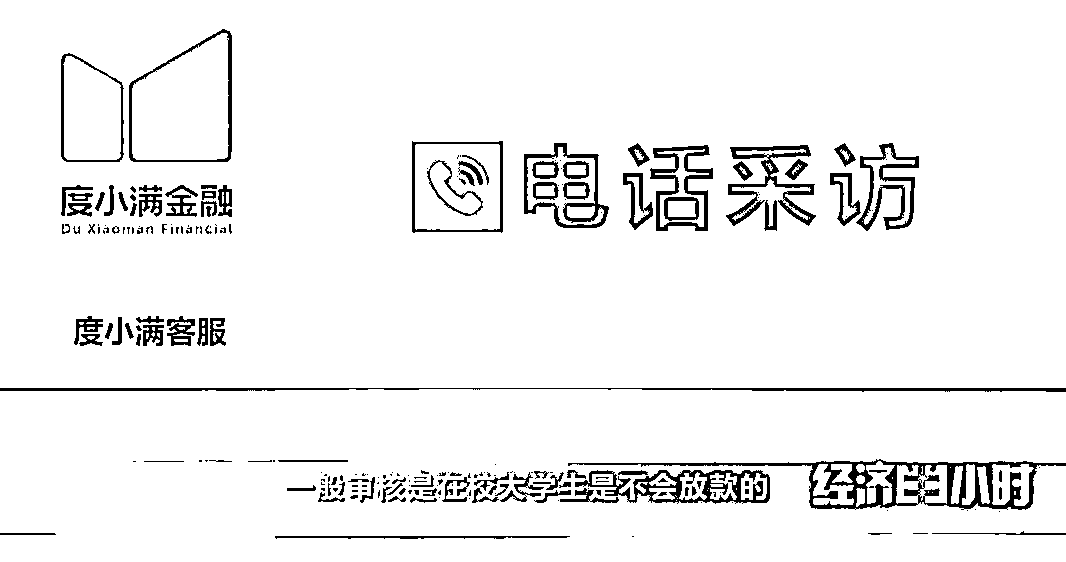 度小满金融
Du Xiaoman Financial
电话采访
度小满客服
一般审核是在校大学生是不会放款的
经济半小时